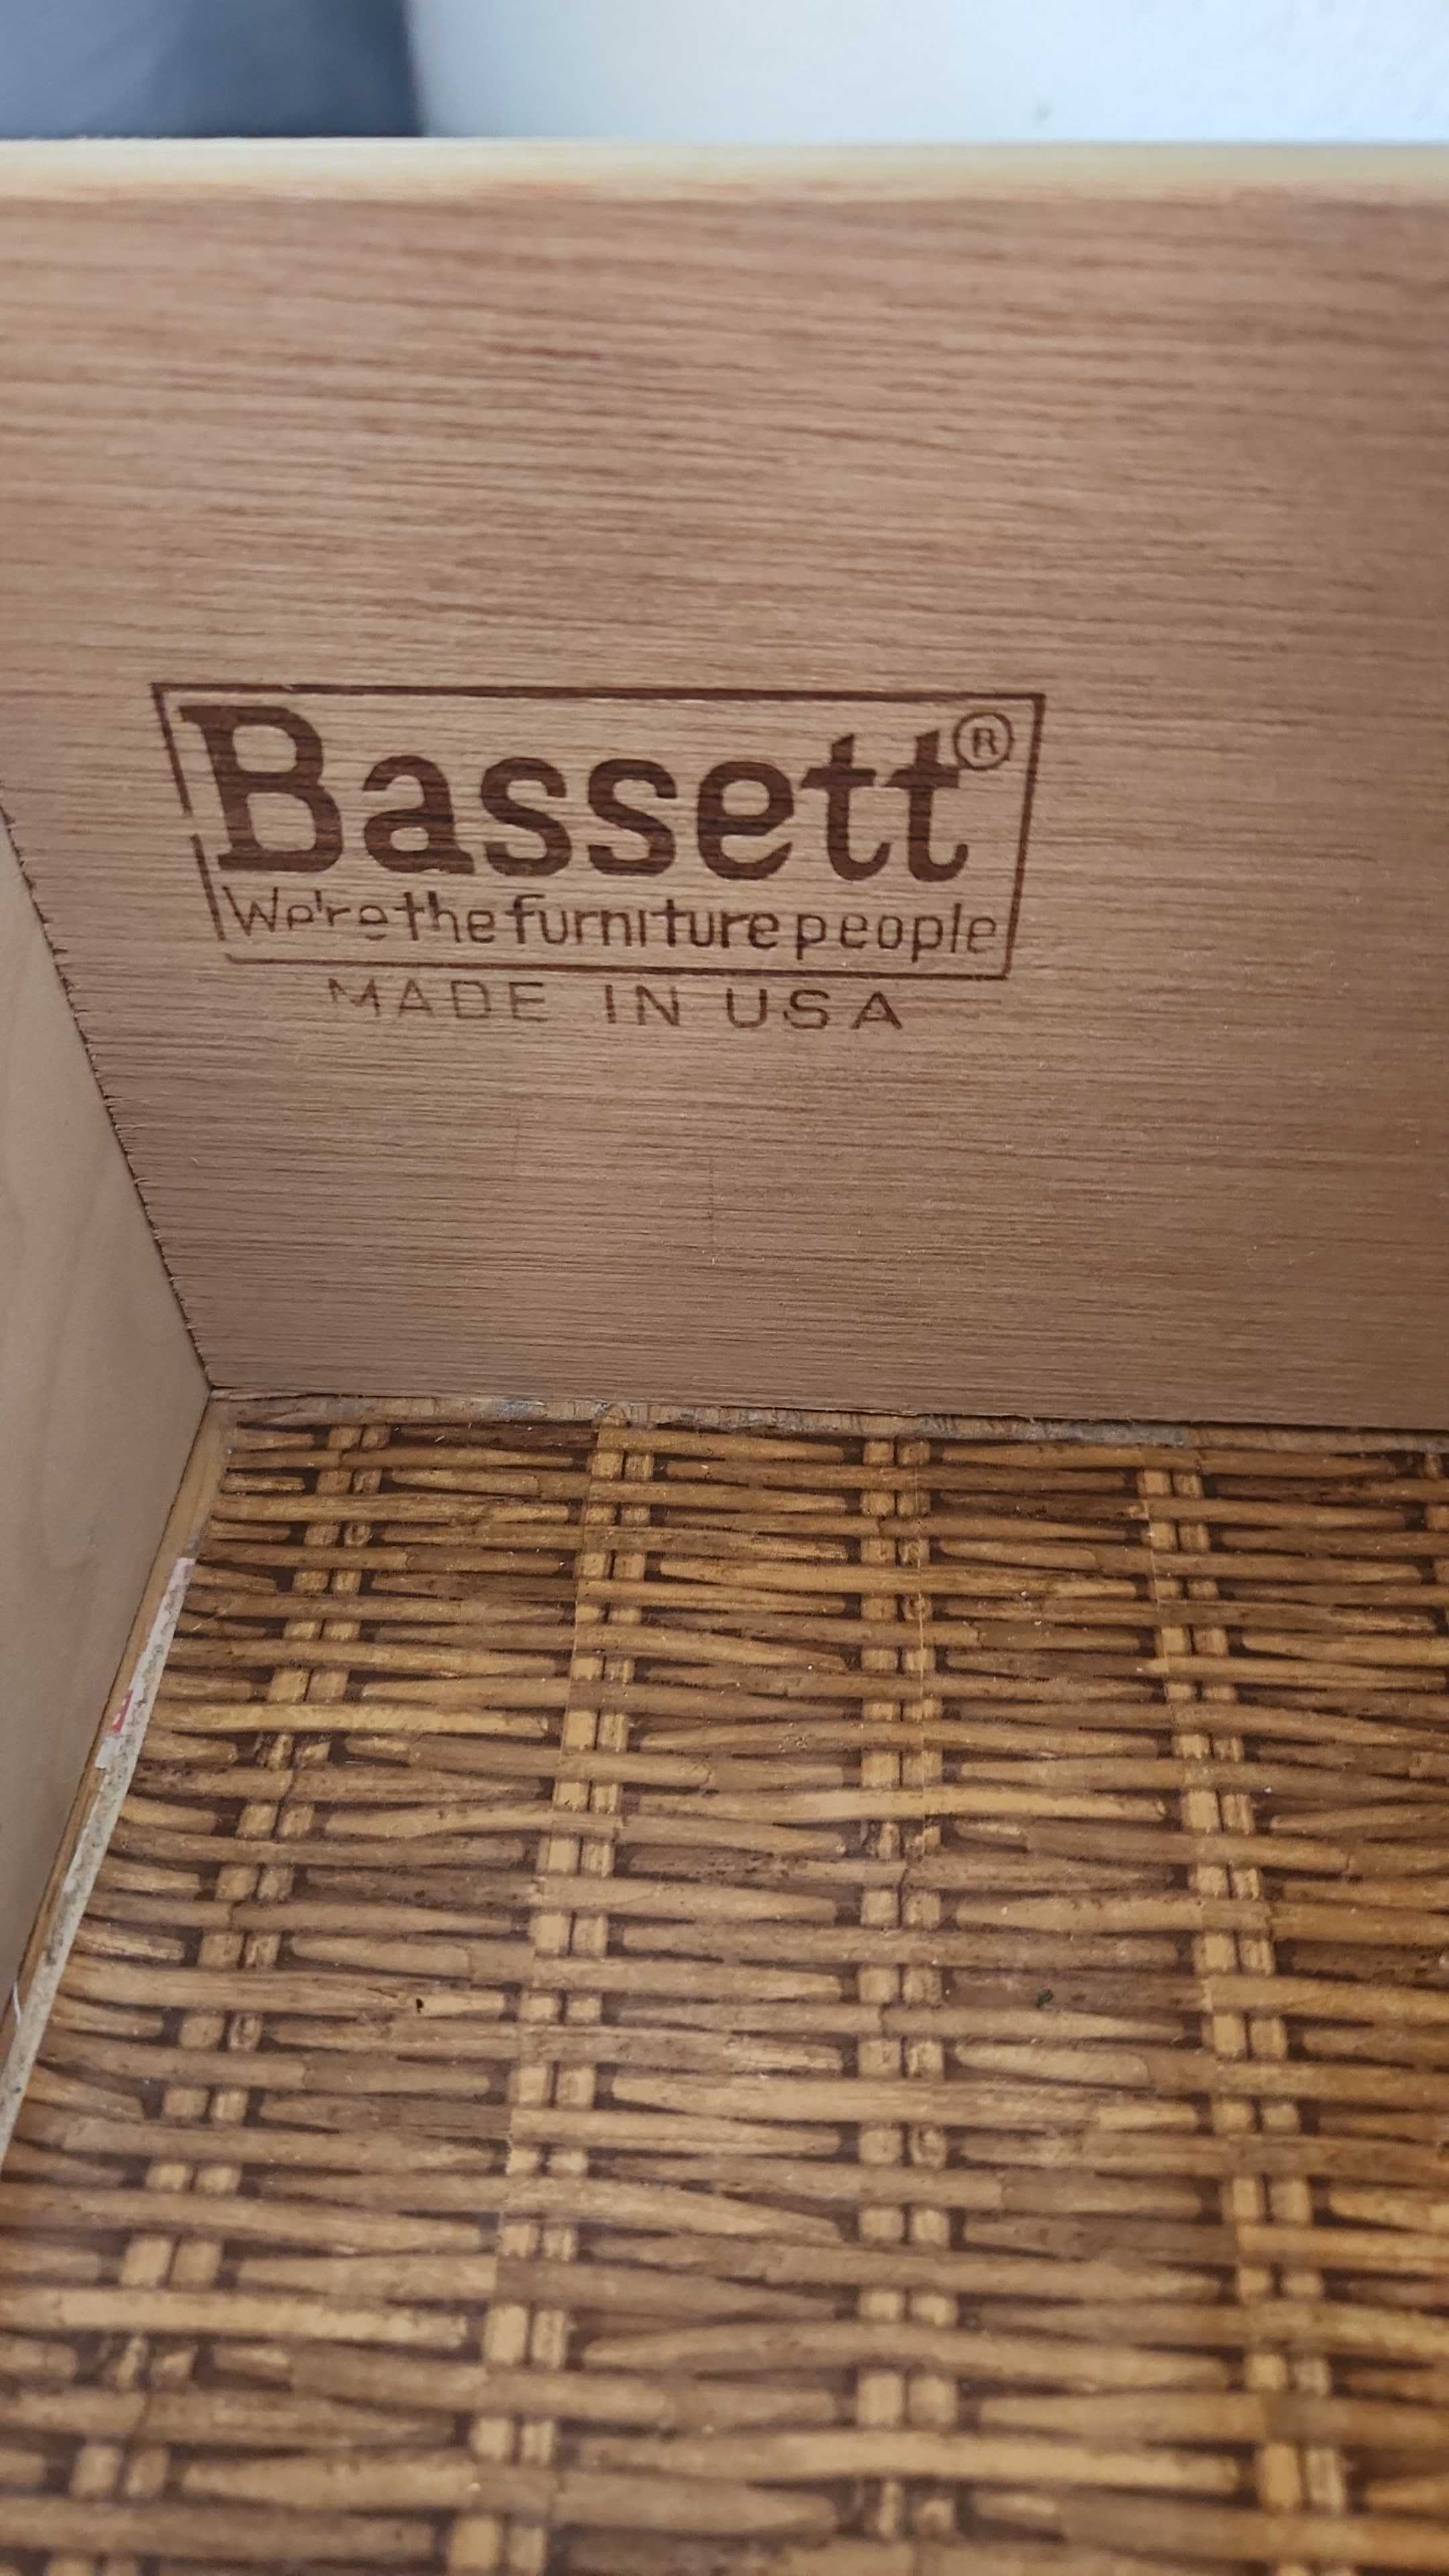 Bassett®
We're the furniture people
MADE IN USA